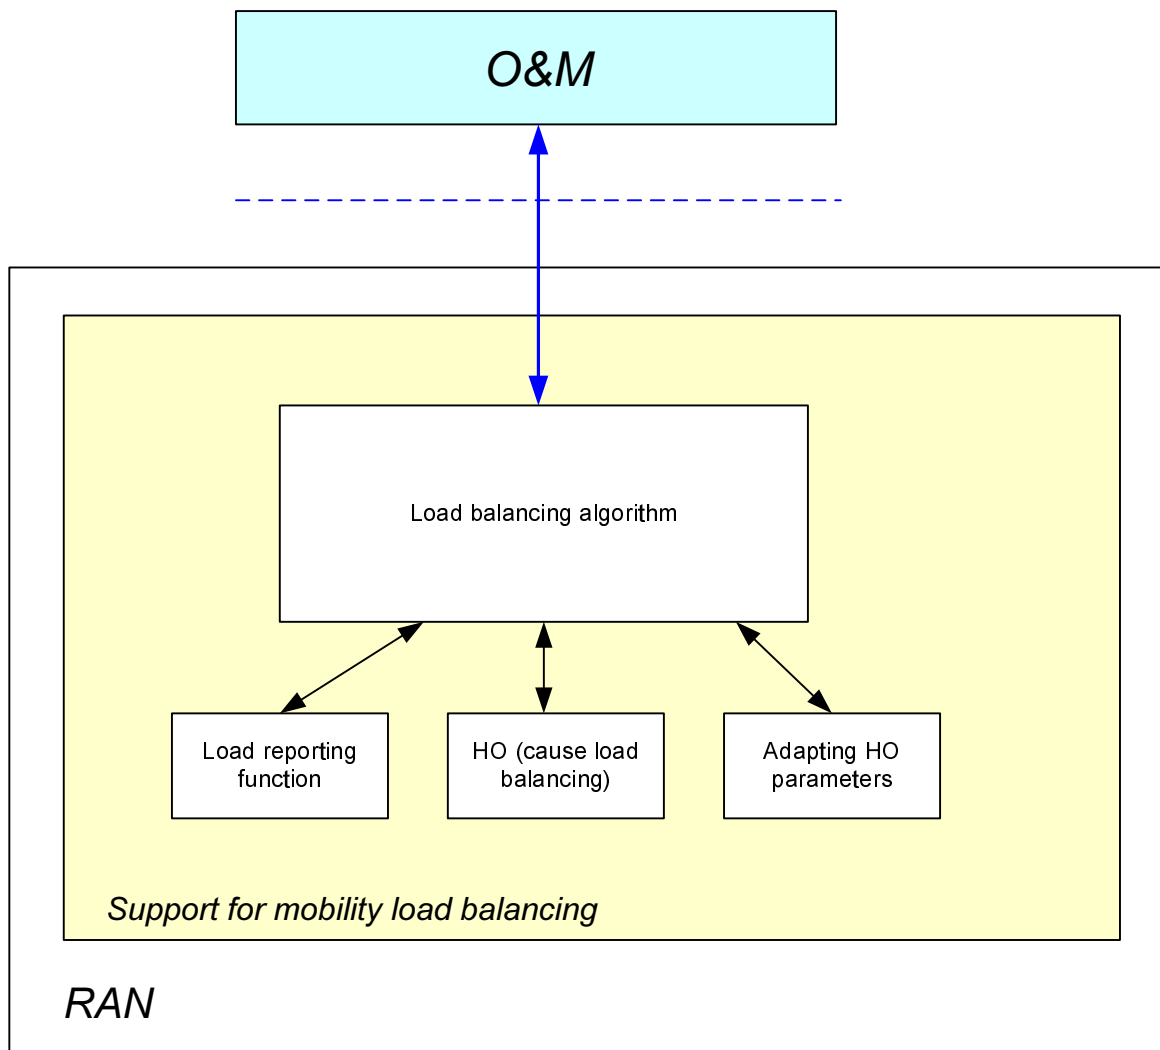 O&M
Load balancing algorithm
Load reporting
function
HO (cause load
balancing)
Adapting HO
parameters
Support for mobility load balancing
RAN